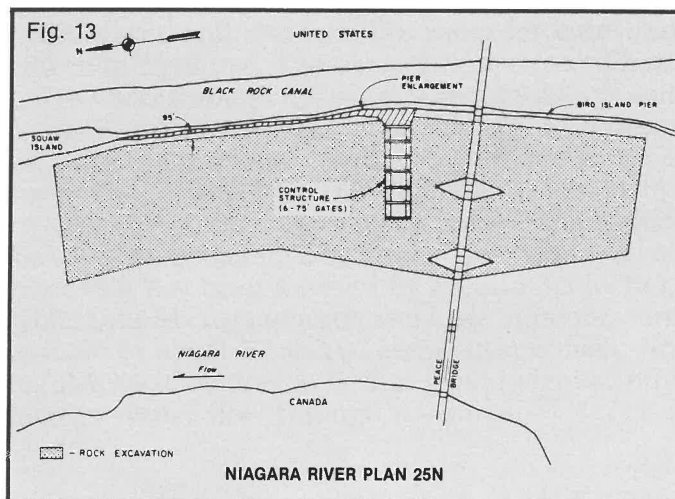 Fig. 13
N
UNITED STATES
BLACK ROCK CANAL
PIER
ENLARGEMENT
BIRD ISLAND PIER
SQUAW
ISLAND
95'
CONTROL
STRUCTURE
(6-75' GATES)
NIAGARA RIVER
Flow
PEACE
BRIDGE
CANADA
- ROCK EXCAVATION
NIAGARA RIVER PLAN 25N